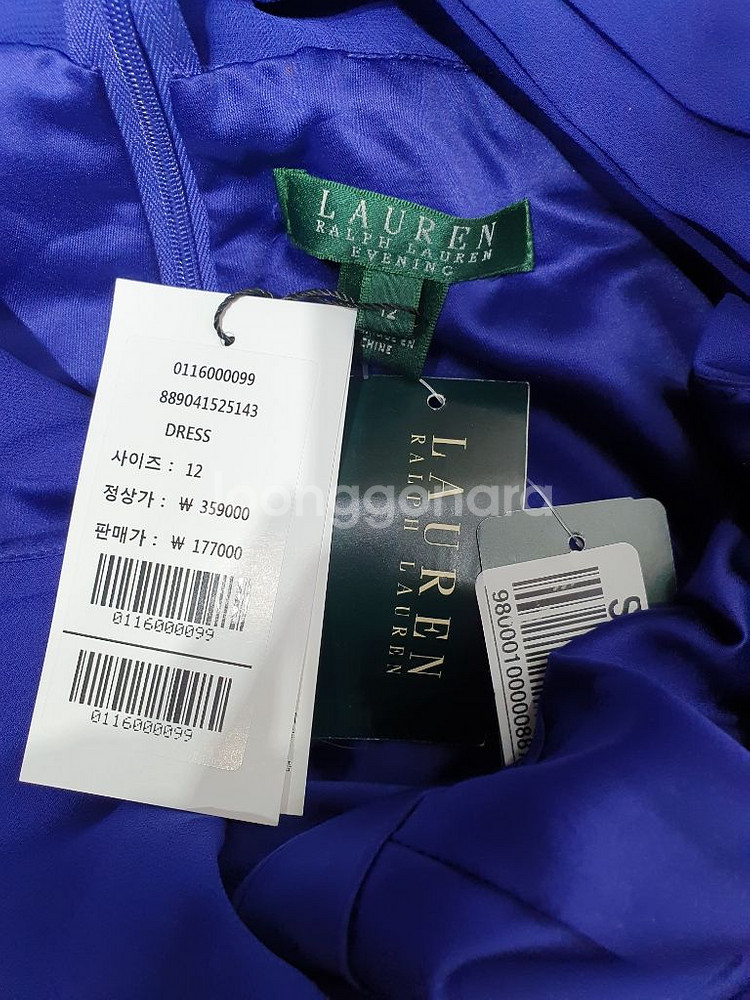 LAUREN
RALPH LAUREN
EVENING
12
CHINE
0116000099
889041525143
DRESS
사이즈 : 12
정상가 : ₩ 359000
판매가 : ₩ 177000
0116000099
0116000099
LAUREN
RALPH LAUREN
joonggonara